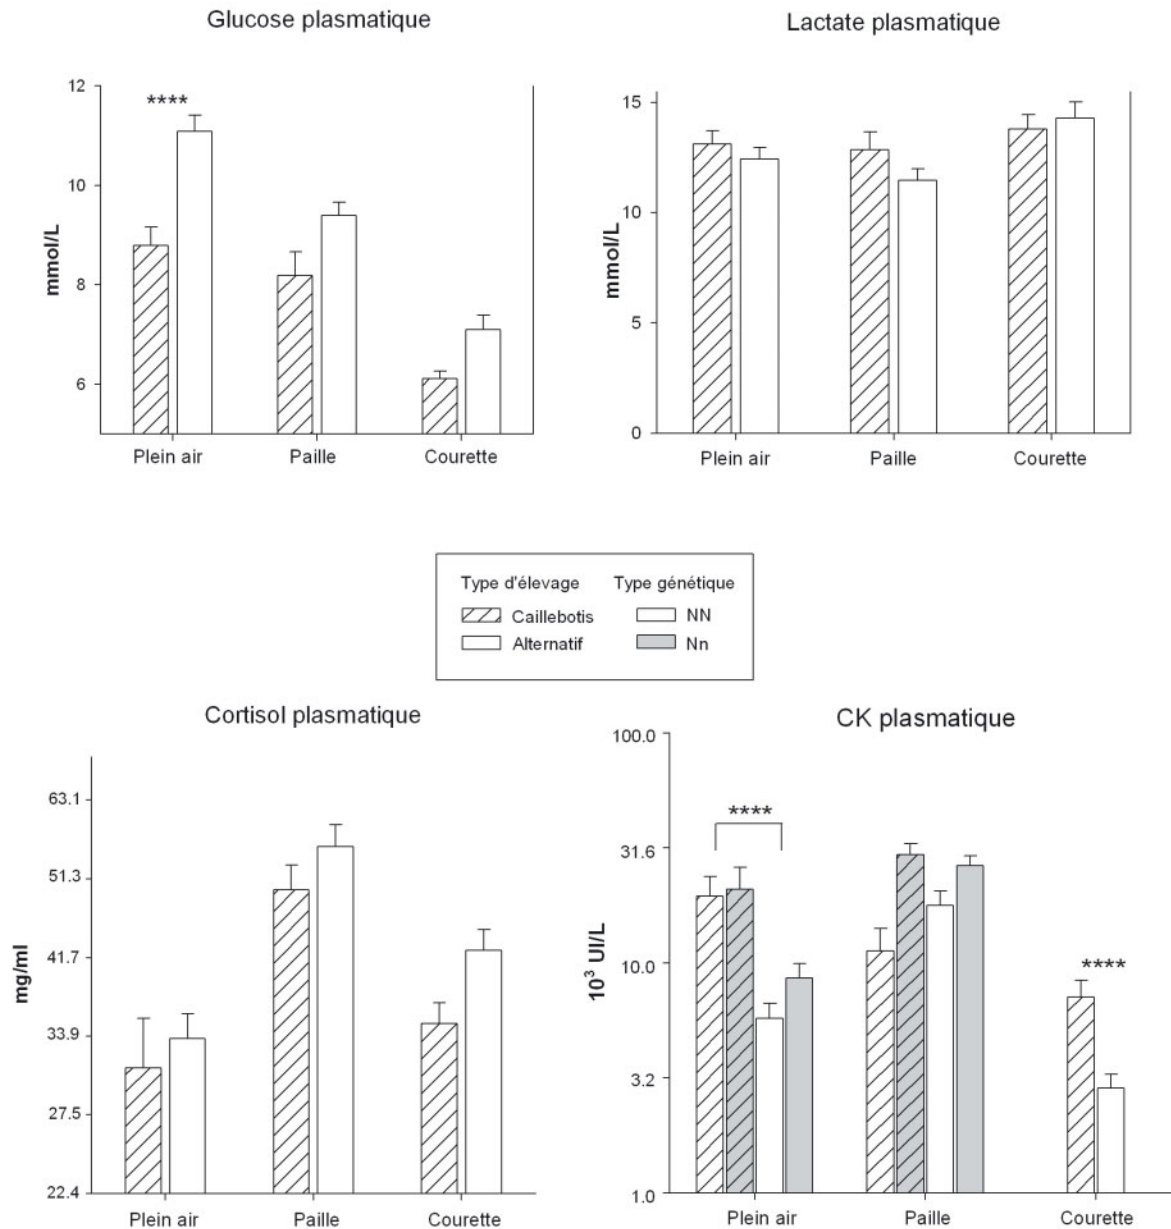 Glucose plasmatique
12
10
8
6
mmol/L
****
Plein air Paille Courette
Lactate plasmatique
15
10
5
0
mmol/L
Plein air Paille Courette
Type d'élevage Type génétique
Caillebotis NN
Alternatif Nn
Cortisol plasmatique
63.1
51.3
41.7
33.9
27.5
22.4
mg/ml
Plein air Paille Courette
CK plasmatique
100.0
31.6
10.0
3.2
1.0
10³ UI/L
****
****
Plein air Paille Courette